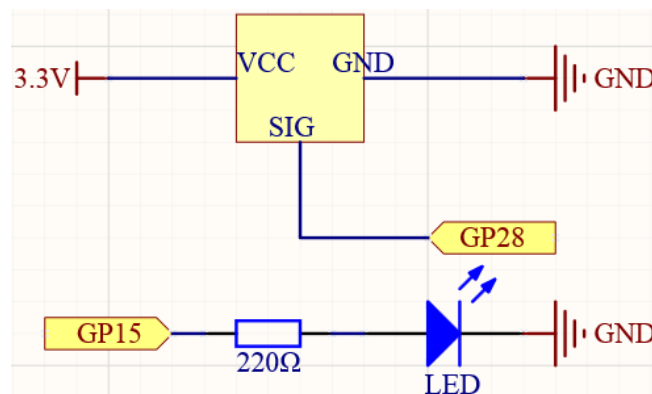 VCC GND
3.3V GND
SIG
GP28
GP15 GND
220Ω
LED